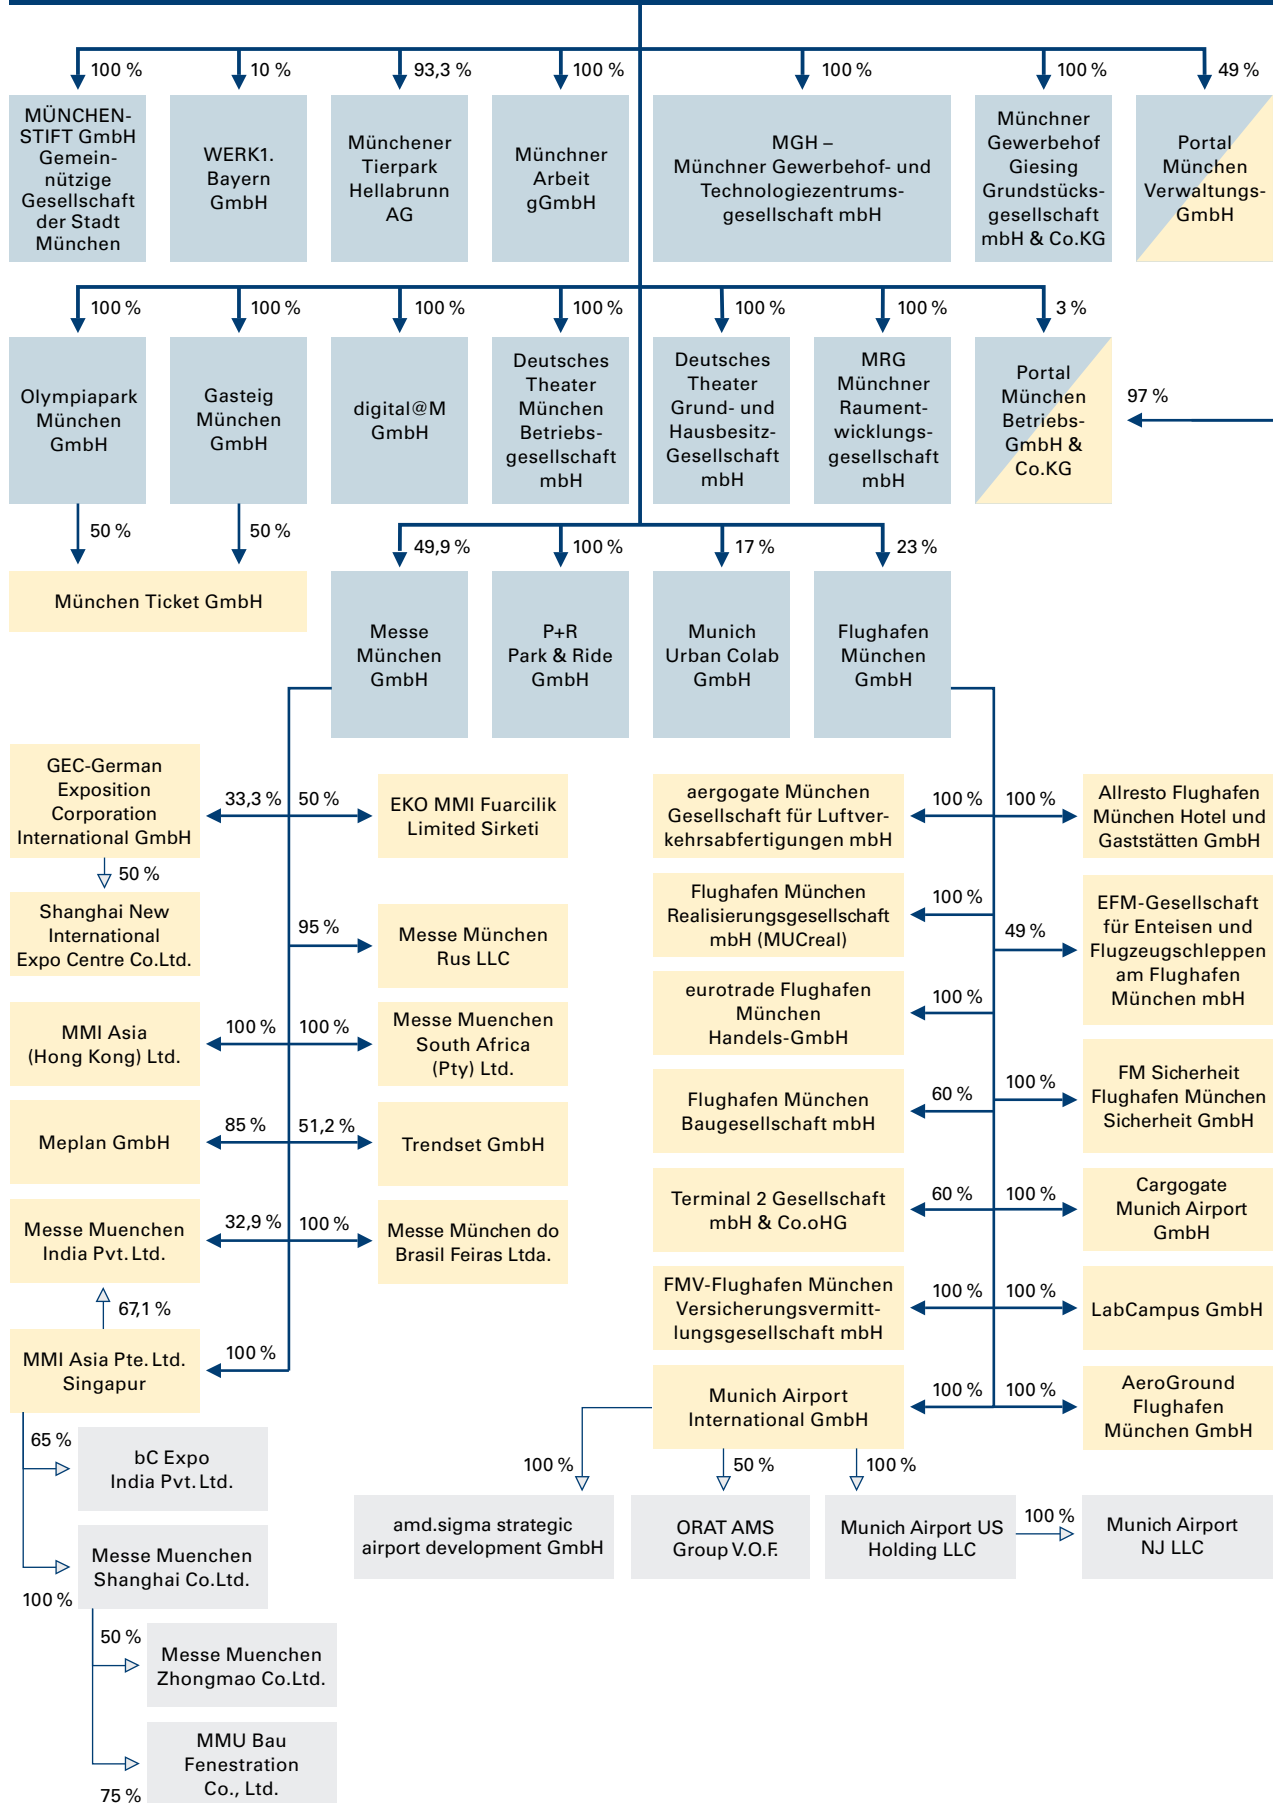 100 %
10 %
93,3 %
100 %
100 %
100 %
49 %
MÜNCHEN-
STIFT GmbH
Gemein-
nützige
Gesellschaft
der Stadt
München
WERK1.
Bayern
GmbH
Münchener
Tierpark
Hellabrunn
AG
Münchner
Arbeit
gGmbH
MGH –
Münchner Gewerbehof- und
Technologiezentrums-
gesellschaft mbH
Münchner
Gewerbehof
Giesing
Grundstücks-
gesellschaft
mbH & Co.KG
Portal
München
Verwaltungs-
GmbH
100 %
100 %
100 %
100 %
100 %
100 %
3 %
Olympiapark
München
GmbH
Gasteig
München
GmbH
digital@M
GmbH
Deutsches
Theater
München
Betriebs-
gesellschaft
mbH
Deutsches
Theater
Grund- und
Hausbesitz-
Gesellschaft
mbH
MRG
Münchner
Raument-
wicklungs-
gesellschaft
mbH
Portal
München
Betriebs-
GmbH &
Co.KG
97 %
50 %
50 %
München Ticket GmbH
49,9 %
100 %
17 %
23 %
Messe
München
GmbH
P+R
Park & Ride
GmbH
Munich
Urban Colab
GmbH
Flughafen
München
GmbH
GEC-German
Exposition
Corporation
International GmbH
33,3 %
50 %
EKO MMI Fuarcilik
Limited Sirketi
50 %
Shanghai New
International
Expo Centre Co.Ltd.
95 %
Messe München
Rus LLC
MMI Asia
(Hong Kong) Ltd.
100 %
100 %
Messe Muenchen
South Africa
(Pty) Ltd.
Meplan GmbH
85 %
51,2 %
Trendset GmbH
Messe Muenchen
India Pvt. Ltd.
32,9 %
100 %
Messe München do
Brasil Feiras Ltda.
67,1 %
MMI Asia Pte. Ltd.
Singapur
100 %
65 %
bC Expo
India Pvt. Ltd.
Messe Muenchen
Shanghai Co.Ltd.
100 %
50 %
Messe Muenchen
Zhongmao Co.Ltd.
MMU Bau
Fenestration
Co., Ltd.
75 %
aergogate München
Gesellschaft für Luftver-
kehrsabfertigungen mbH
100 %
100 %
Allresto Flughafen
München Hotel und
Gaststätten GmbH
Flughafen München
Realisierungsgesellschaft
mbH (MUCreal)
100 %
49 %
EFM-Gesellschaft
für Enteisen und
Flugzeugschleppen
am Flughafen
München mbH
eurotrade Flughafen
München
Handels-GmbH
100 %
Flughafen München
Baugesellschaft mbH
60 %
100 %
FM Sicherheit
Flughafen München
Sicherheit GmbH
Terminal 2 Gesellschaft
mbH & Co.oHG
60 %
100 %
Cargogate
Munich Airport
GmbH
FMV-Flughafen München
Versicherungsvermitt-
lungsgesellschaft mbH
100 %
100 %
LabCampus GmbH
Munich Airport
International GmbH
100 %
100 %
AeroGround
Flughafen
München GmbH
100 %
50 %
100 %
amd.sigma strategic
airport development GmbH
ORAT AMS
Group V.O.F.
Munich Airport US
Holding LLC
100 %
Munich Airport
NJ LLC